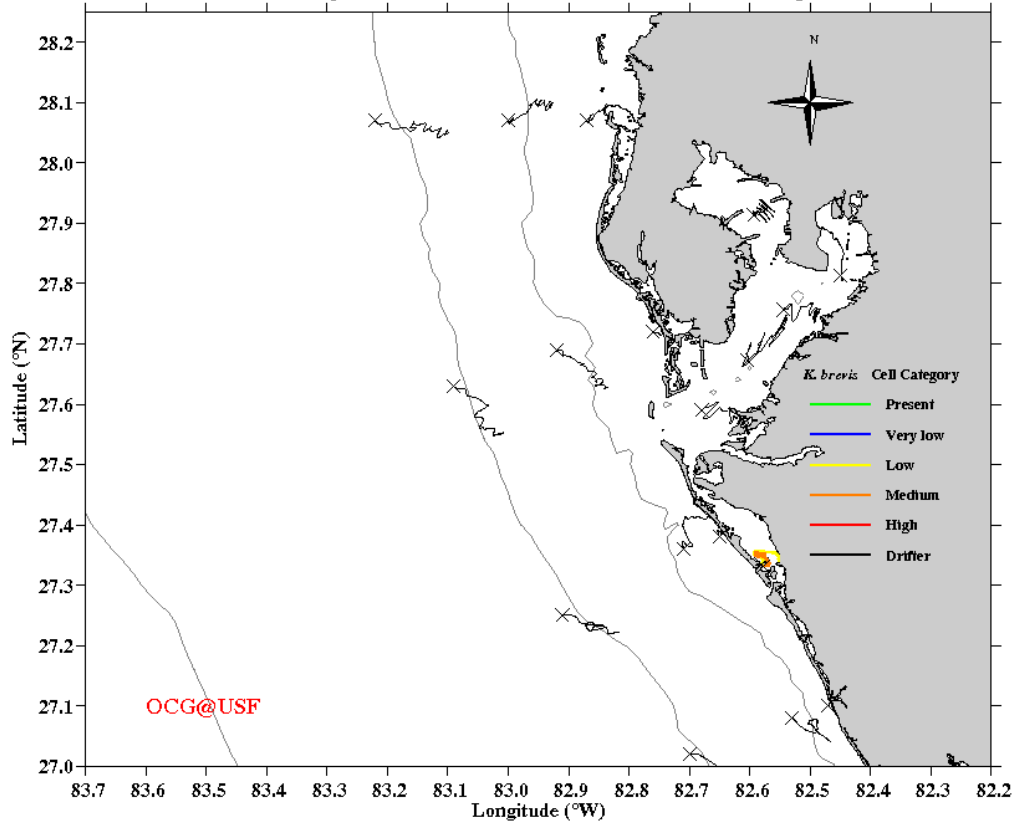 N
28.2
28.1
28.0
27.9
27.8
27.7
27.6
27.5
27.4
27.3
27.2
27.1
27.0
Latitude (°N)
K. brevis Cell Category
Present
Very low
Low
Medium
High
Drifter
OCG@USF
83.7 83.6 83.5 83.4 83.3 83.2 83.1 83.0 82.9 82.8 82.7 82.6 82.5 82.4 82.3 82.2
Longitude (°W)